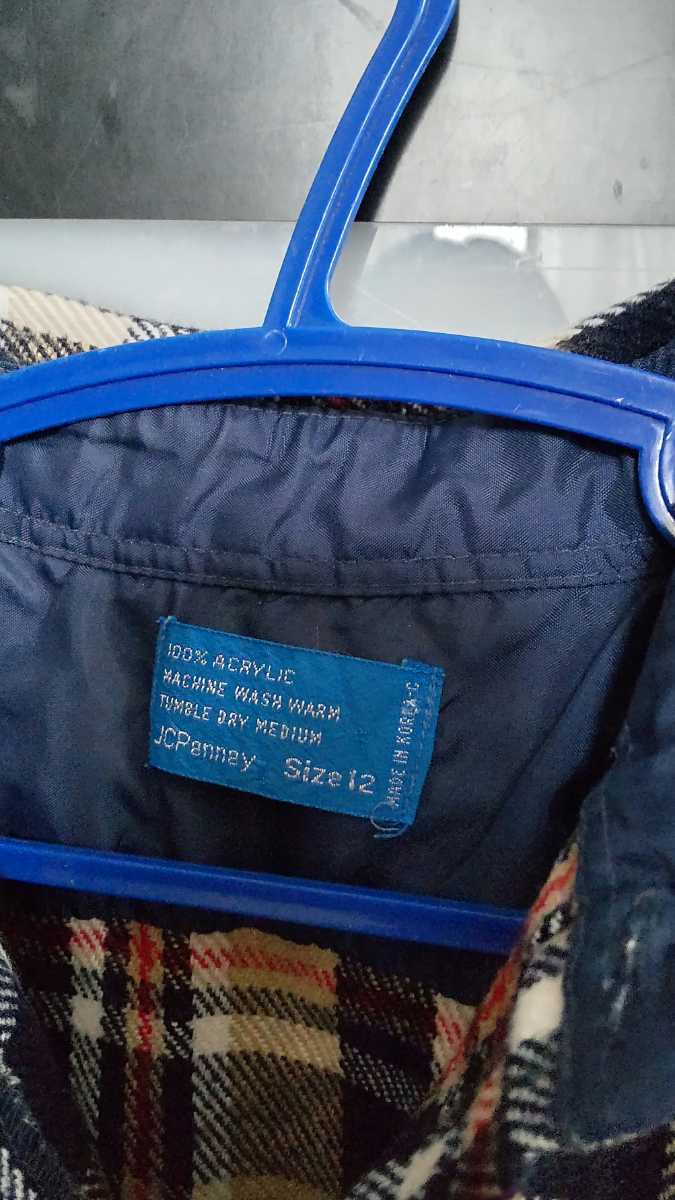 100% ACRYLIC
MACHINE WASH WARM
TUMBLE DRY MEDIUM
JCPenney Size 12
MADE IN KOREA-C